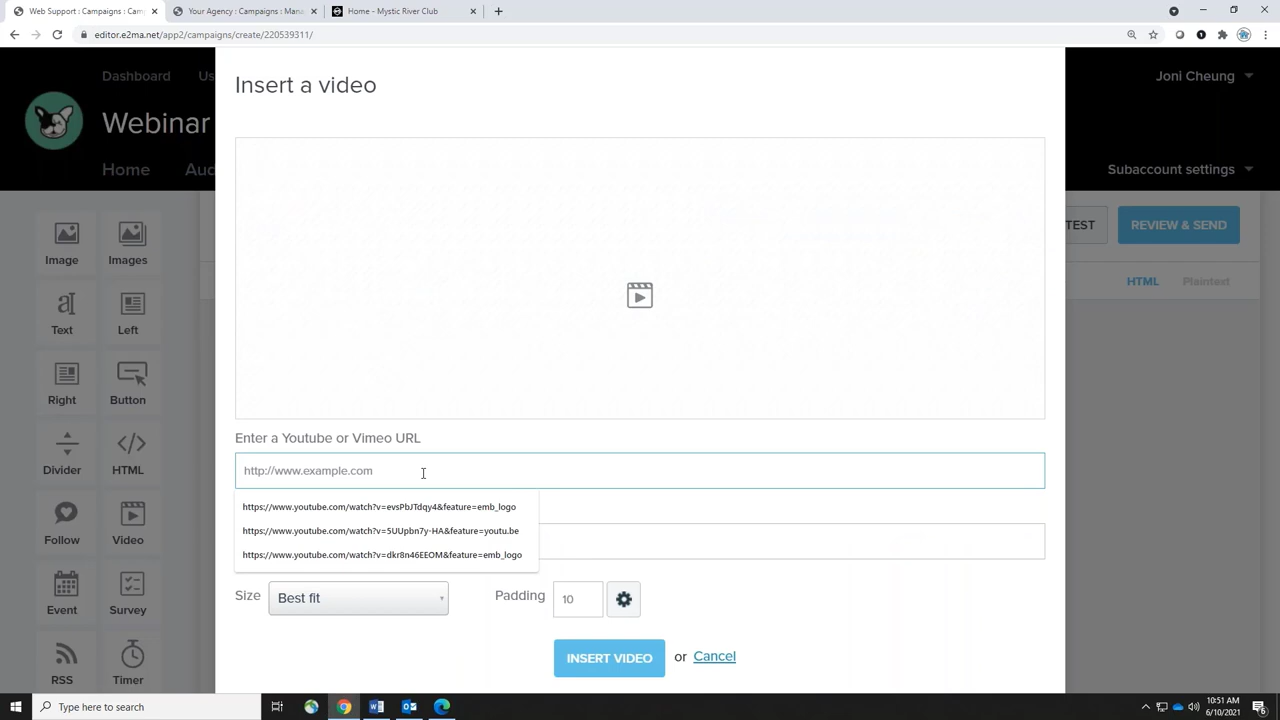 Web Support : Campaigns : Cam
Your Agency : Campaigns : Mana
Home – Mystic River Club
editor.e2ma.net/app2/campaigns/create/220539311/
Dashboard
Us
Joni Cheung
Webinar
Home
Aud
Subaccount settings
Insert a video
TEST
REVIEW & SEND
HTML
Plaintext
Image
Images
Text
Left
Right
Button
Divider
HTML
Follow
Video
Event
Survey
RSS
Timer
Enter a Youtube or Vimeo URL
http://www.example.com
https://www.youtube.com/watch?v=evsPbJTdqy4&feature=emb_logo
https://www.youtube.com/watch?v=5UUpbn7y-HA&feature=youtu.be
https://www.youtube.com/watch?v=dkr8n46EEOM&feature=emb_logo
Size
Best fit
Padding
10
INSERT VIDEO
or
Cancel
Type here to search
10:51 AM
6/10/2021